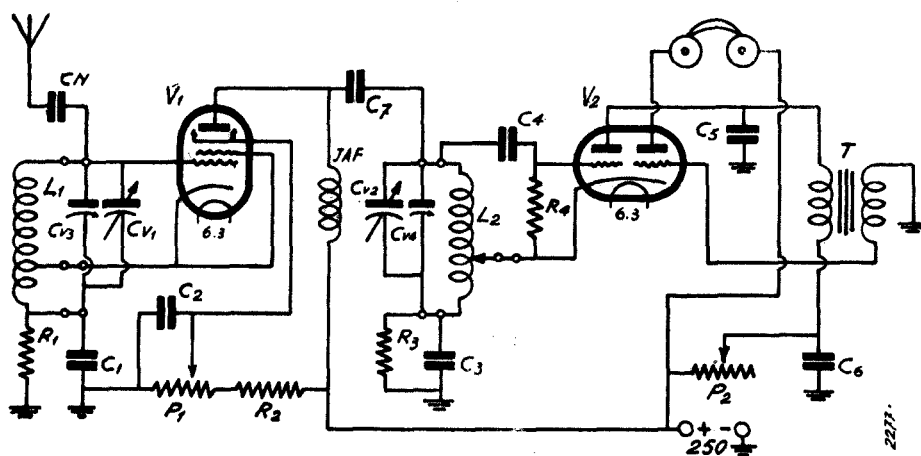 CN
V1
C7
C4
V2
C5
T
L1
Cv3
Cv1
6.3
JAF
Cv2
Cv4
L2
R4
6.3
C2
R1
C1
P1
R2
R3
C3
P2
C6
+ -
250
2277.